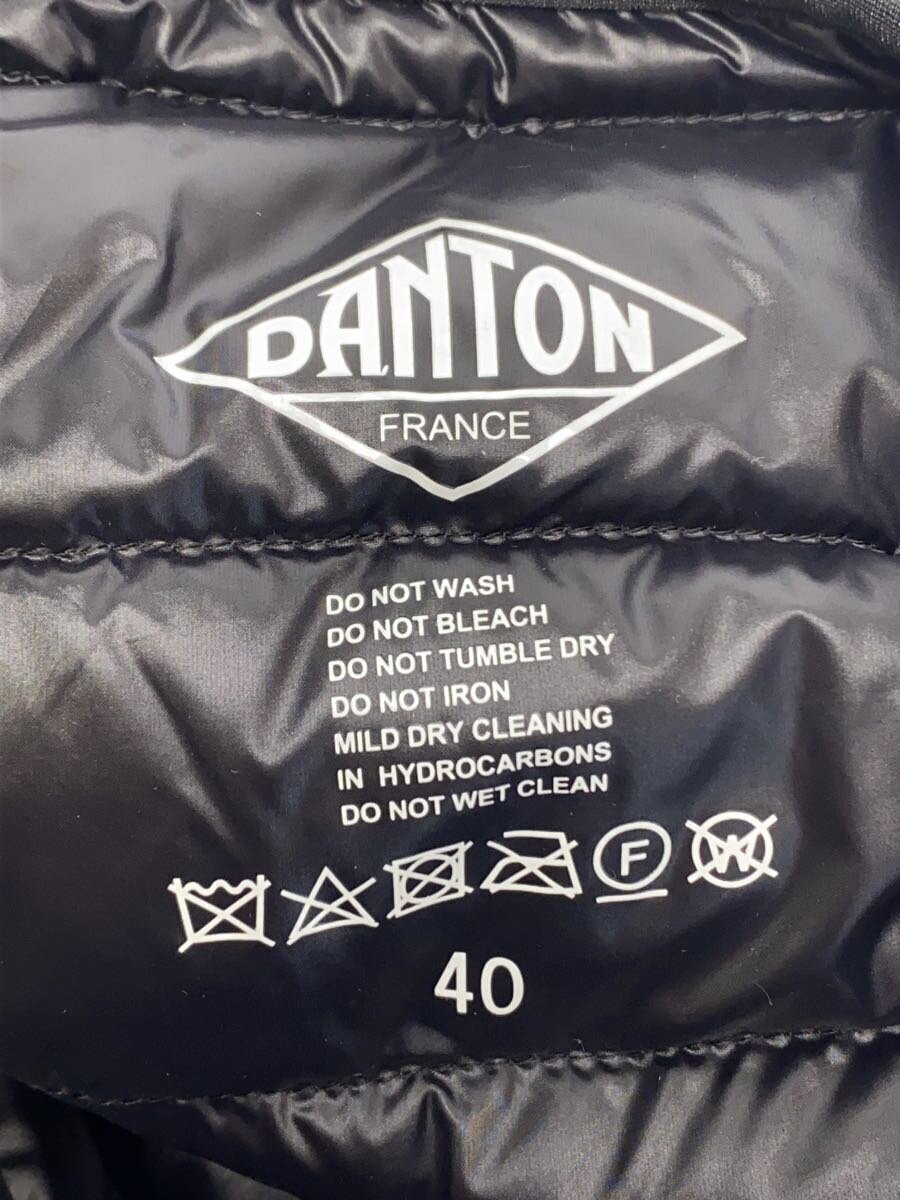 DANTON
FRANCE
DO NOT WASH
DO NOT BLEACH
DO NOT TUMBLE DRY
DO NOT IRON
MILD DRY CLEANING
IN HYDROCARBONS
DO NOT WET CLEAN
F W
40